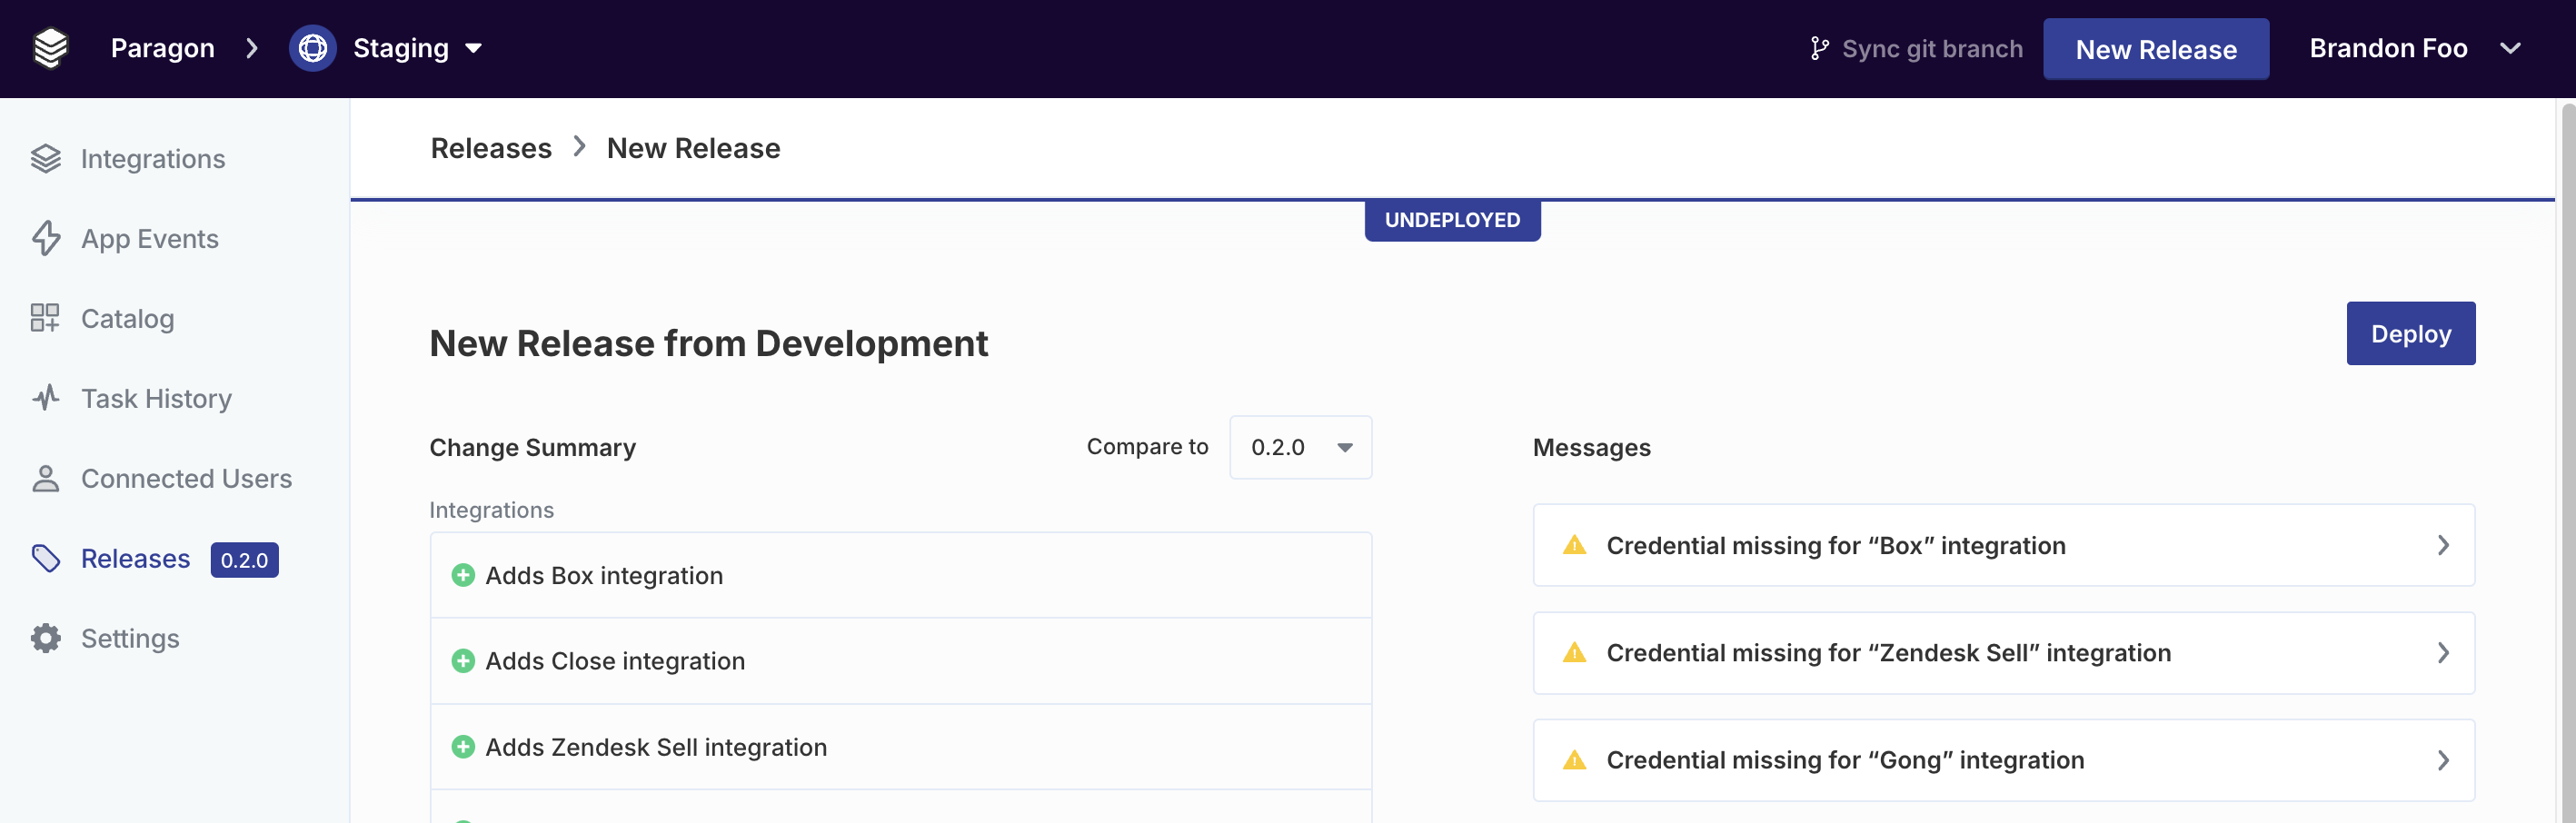 Paragon
Staging
Sync git branch
New Release
Brandon Foo
Integrations
App Events
Catalog
Task History
Connected Users
Releases 0.2.0
Settings
Releases
New Release
UNDEPLOYED
New Release from Development
Deploy
Change Summary
Compare to 0.2.0
Integrations
Adds Box integration
Adds Close integration
Adds Zendesk Sell integration
Messages
Credential missing for “Box” integration
Credential missing for “Zendesk Sell” integration
Credential missing for “Gong” integration